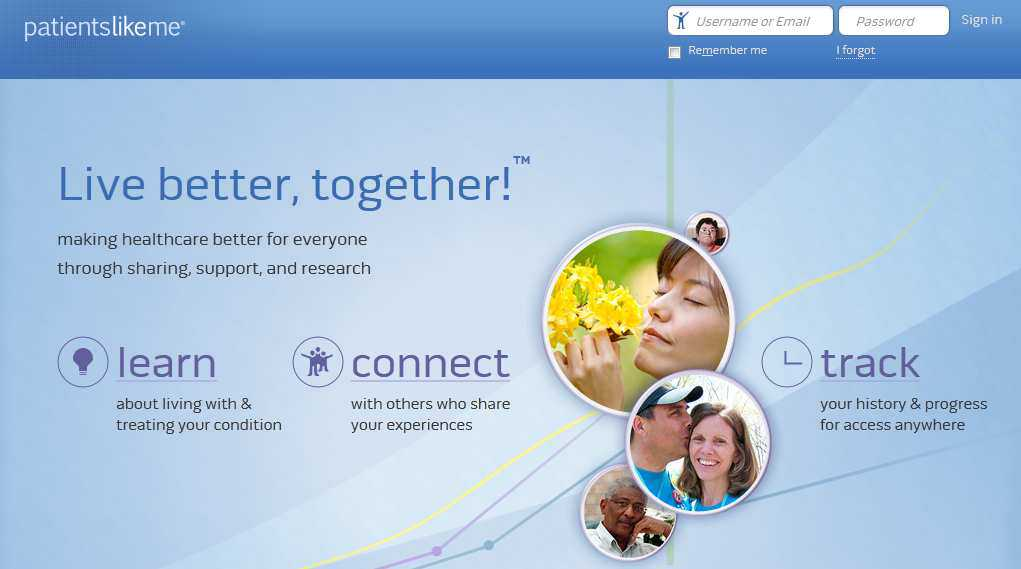 patientslikeme®
Username or Email
Password
Sign in
Remember me
I forgot
Live better, together!™
making healthcare better for everyone
through sharing, support, and research
learn
about living with &
treating your condition
connect
with others who share
your experiences
track
your history & progress
for access anywhere